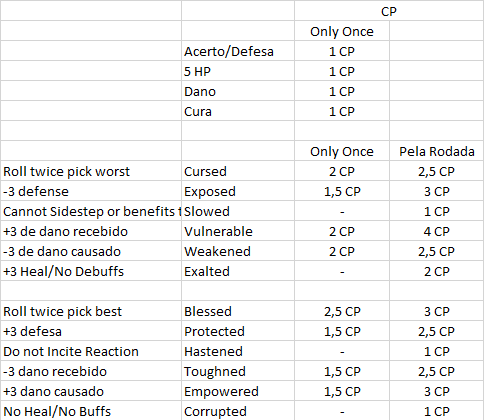 CP
Only Once
Acerto/Defesa 1 CP
5 HP 1 CP
Dano 1 CP
Cura 1 CP
Only Once Pela Rodada
Roll twice pick worst Cursed 2 CP 2,5 CP
-3 defense Exposed 1,5 CP 3 CP
Cannot Sidestep or benefits Slowed - 1 CP
+3 de dano recebido Vulnerable 2 CP 4 CP
-3 de dano causado Weakened 2 CP 2,5 CP
+3 Heal/No Debuffs Exalted - 2 CP
Roll twice pick best Blessed 2,5 CP 3 CP
+3 defesa Protected 1,5 CP 2,5 CP
Do not Incite Reaction Hastened - 1 CP
-3 dano recebido Toughned 1,5 CP 2,5 CP
+3 dano causado Empowered 1,5 CP 3 CP
No Heal/No Buffs Corrupted - 1 CP